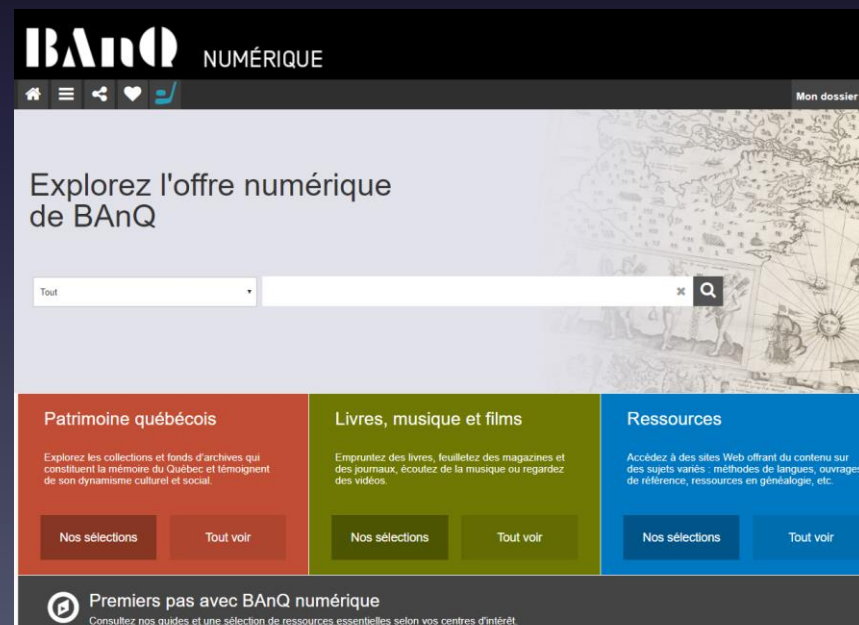 BAnQ NUMÉRIQUE
Mon dossier
Explorez l'offre numérique
de BAnQ
Tout
Patrimoine québécois
Explorez les collections et fonds d'archives qui
constituent la mémoire du Québec et témoignent
de son dynamisme culturel et social.
Nos sélections
Tout voir
Livres, musique et films
Empruntez des livres, feuilletez des magazines et
des journaux, écoutez de la musique ou regardez
des vidéos.
Nos sélections
Tout voir
Ressources
Accédez à des sites Web offrant du contenu sur
des sujets variés : méthodes de langues, ouvrages
de référence, ressources en généalogie, etc.
Nos sélections
Tout voir
Premiers pas avec BAnQ numérique
Consultez nos guides et une sélection de ressources essentielles selon vos centres d'intérêt.